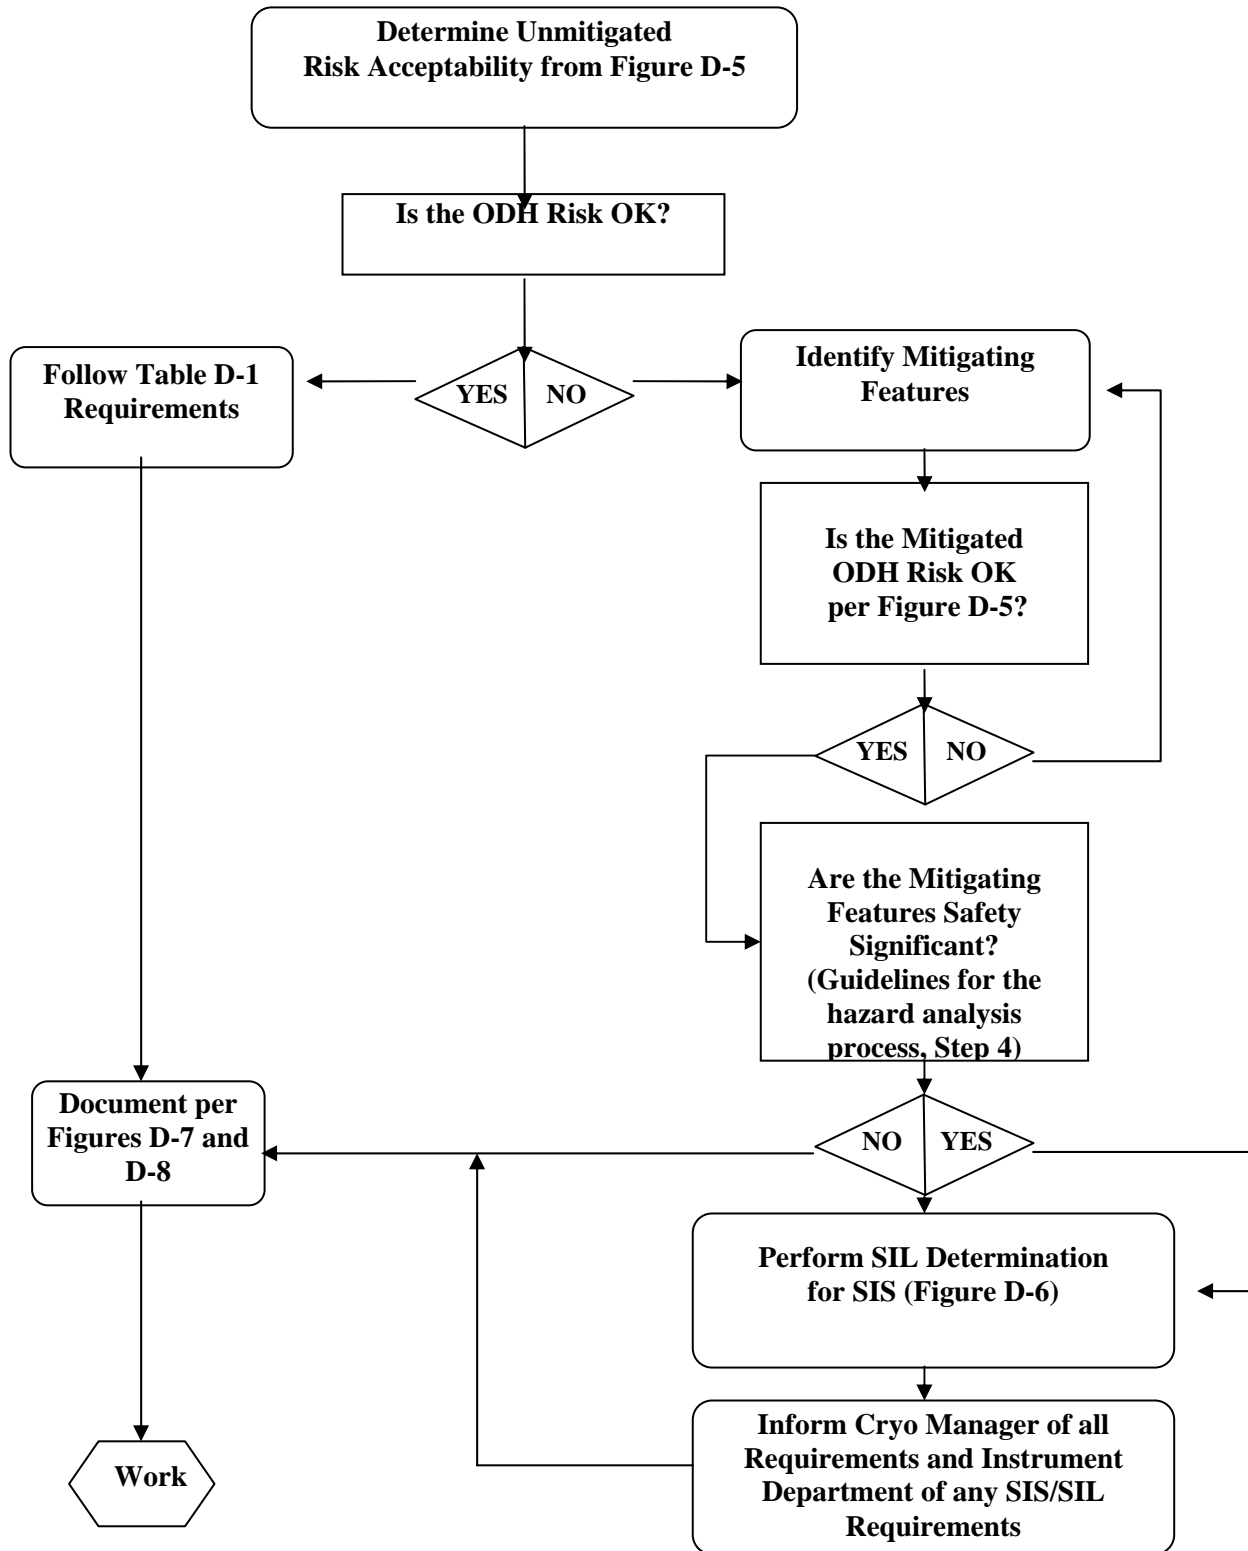 Determine Unmitigated
Risk Acceptability from Figure D-5
Is the ODH Risk OK?
Follow Table D-1
Requirements
YES
NO
Identify Mitigating
Features
Is the Mitigated
ODH Risk OK
per Figure D-5?
YES
NO
Are the Mitigating
Features Safety
Significant?
(Guidelines for the
hazard analysis
process, Step 4)
Document per
Figures D-7 and
D-8
NO
YES
Perform SIL Determination
for SIS (Figure D-6)
Inform Cryo Manager of all
Requirements and Instrument
Department of any SIS/SIL
Requirements
Work